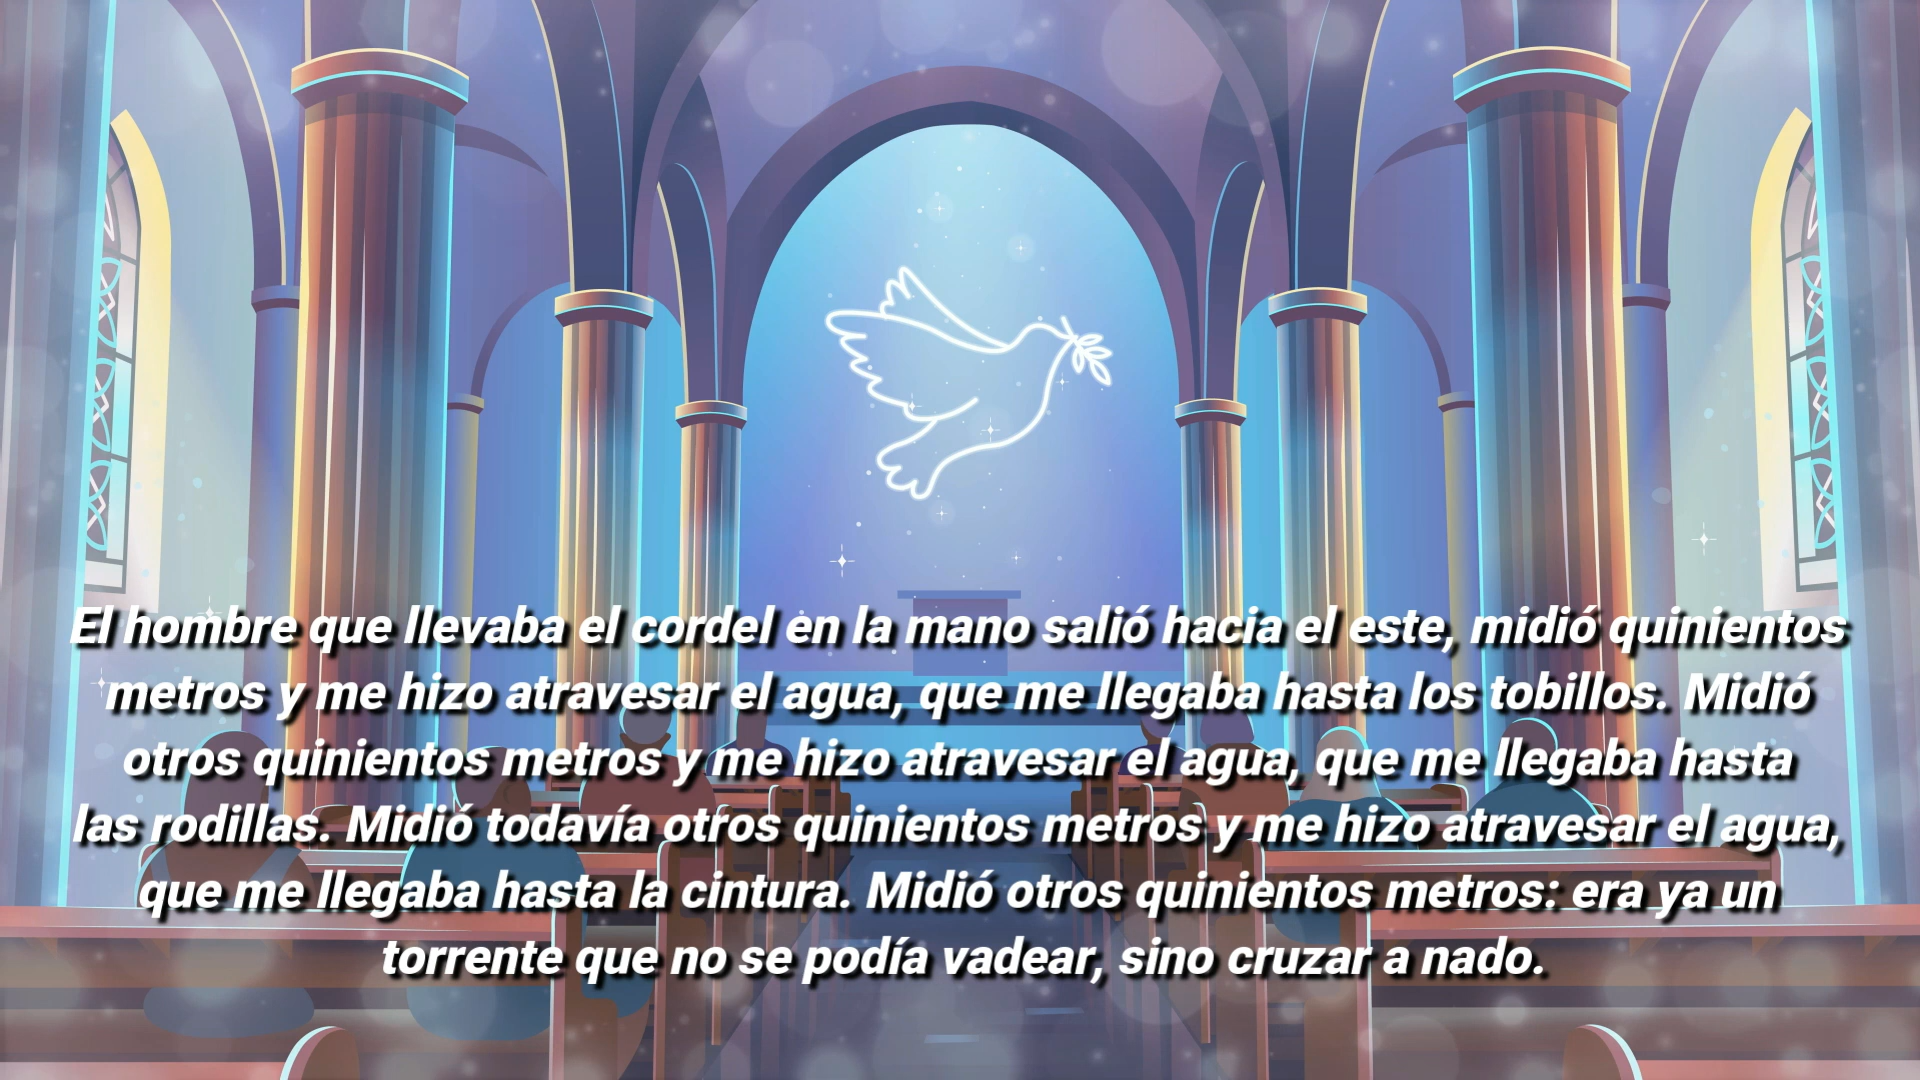 El hombre que llevaba el cordel en la mano salió hacia el este, midió quinientos
metros y me hizo atravesar el agua, que me llegaba hasta los tobillos. Midió
otros quinientos metros y me hizo atravesar el agua, que me llegaba hasta
las rodillas. Midió todavía otros quinientos metros y me hizo atravesar el agua,
que me llegaba hasta la cintura. Midió otros quinientos metros: era ya un
torrente que no se podía vadear, sino cruzar a nado.